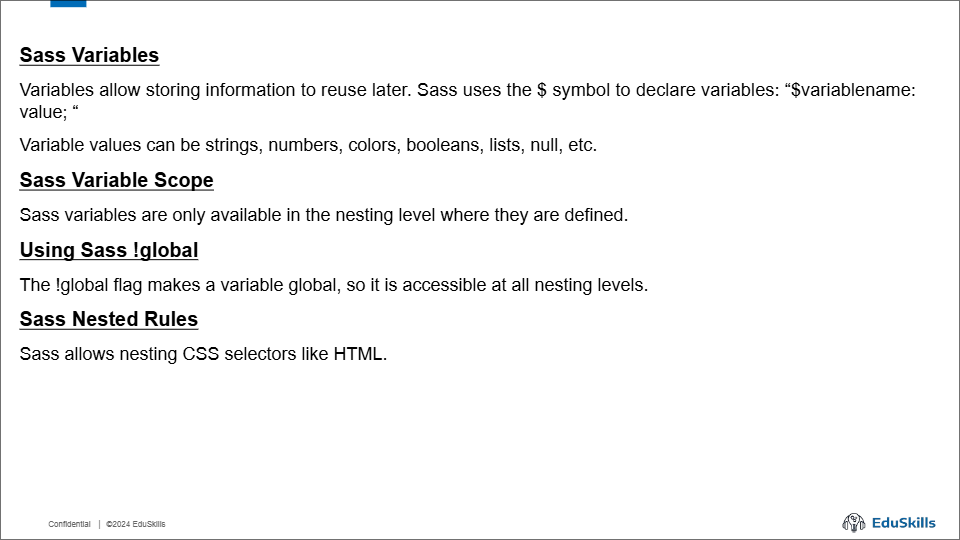 Sass Variables
Variables allow storing information to reuse later. Sass uses the $ symbol to declare variables: “$variablename:
value; “
Variable values can be strings, numbers, colors, booleans, lists, null, etc.
Sass Variable Scope
Sass variables are only available in the nesting level where they are defined.
Using Sass !global
The !global flag makes a variable global, so it is accessible at all nesting levels.
Sass Nested Rules
Sass allows nesting CSS selectors like HTML.
Confidential | ©2024 EduSkills
EduSkills